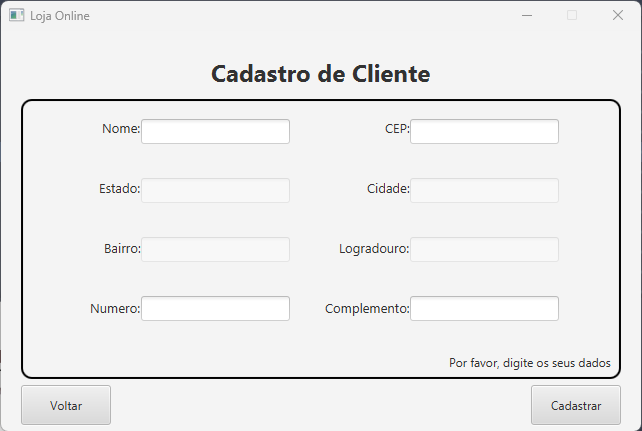 Loja Online
Cadastro de Cliente
Nome: CEP:
Estado: Cidade:
Bairro: Logradouro:
Numero: Complemento:
Por favor, digite os seus dados
Voltar Cadastrar